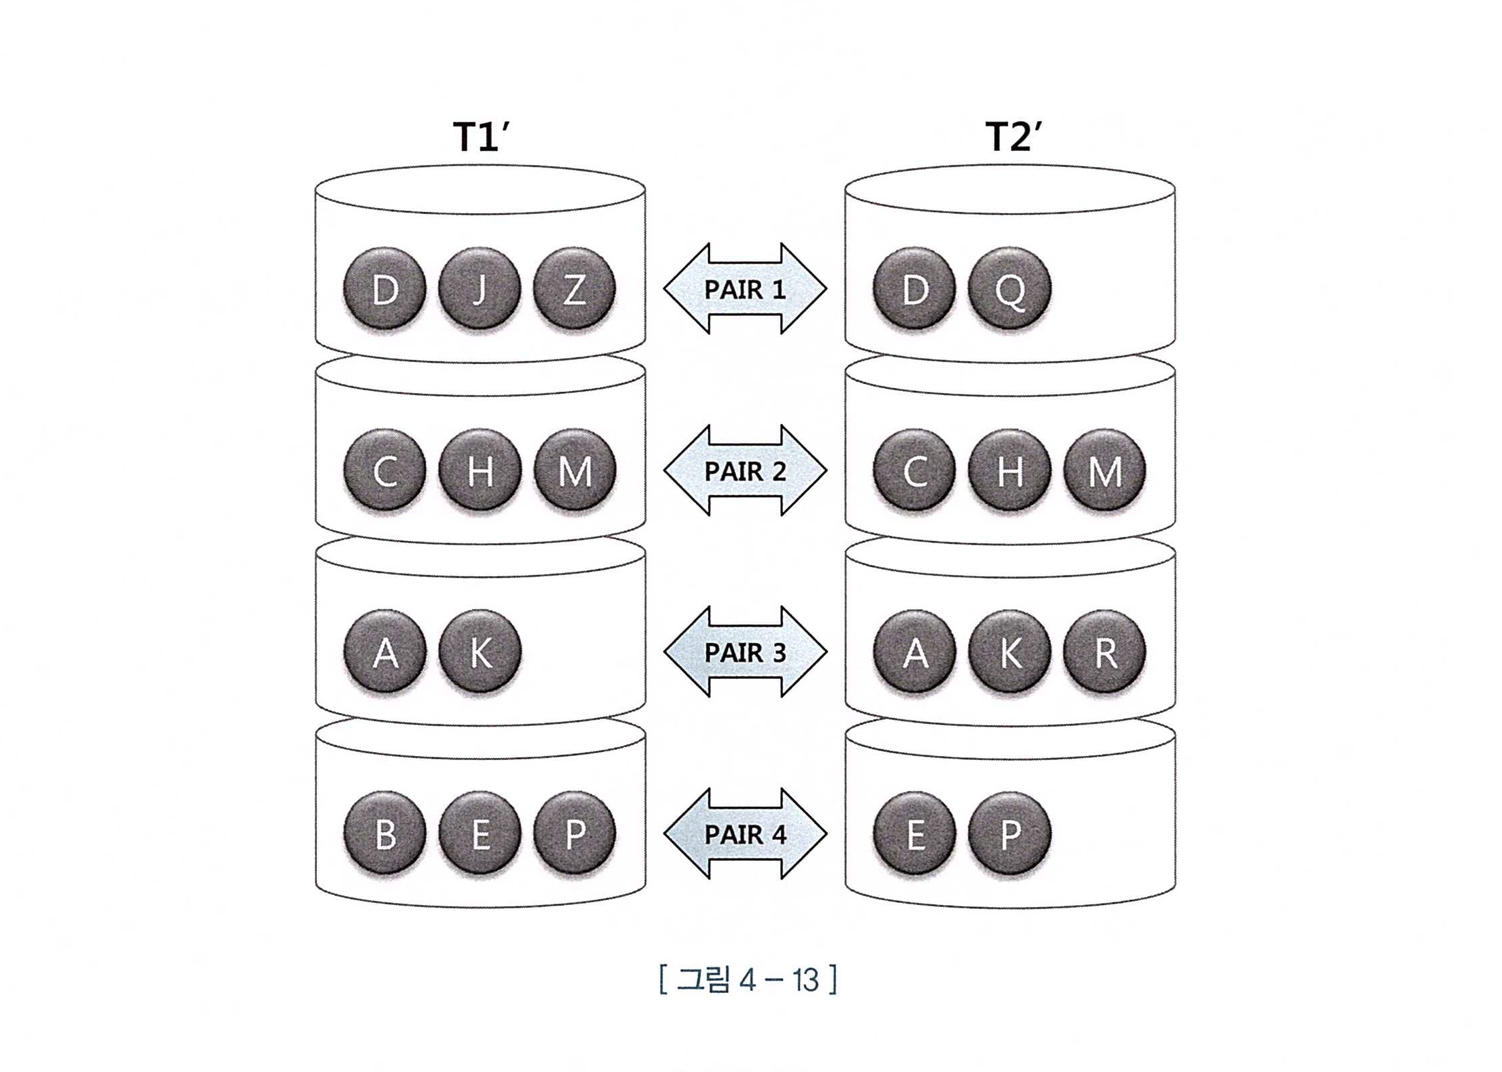 T1′ T2′
D J Z PAIR 1 D Q
C H M PAIR 2 C H M
A K PAIR 3 A K R
B E P PAIR 4 E P
[ 그림 4 – 13 ]